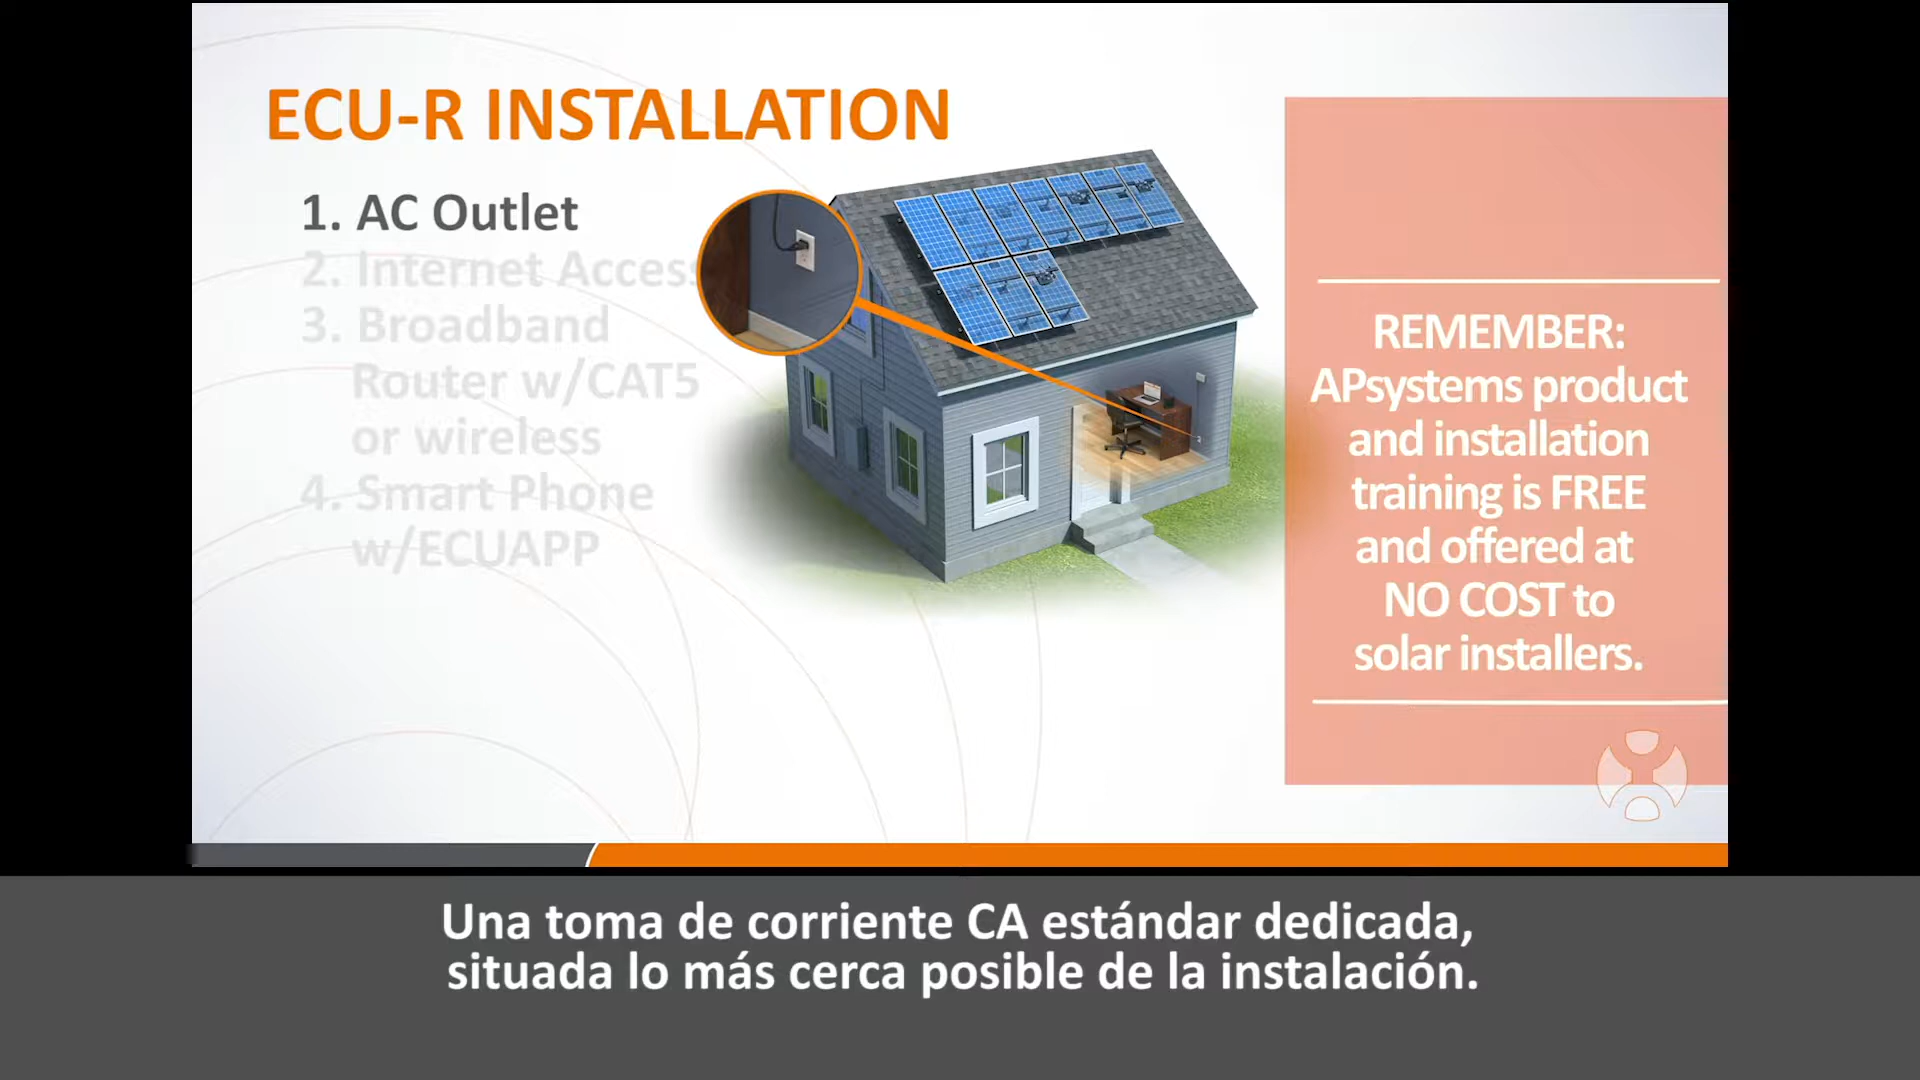 ECU-R INSTALLATION
1. AC Outlet
2. Internet Access
3. Broadband
Router w/CAT5
or wireless
4. Smart Phone
w/ECUAPP
REMEMBER:
APsystems product
and installation
training is FREE
and offered at
NO COST to
solar installers.
Una toma de corriente CA estándar dedicada,
situada lo más cerca posible de la instalación.